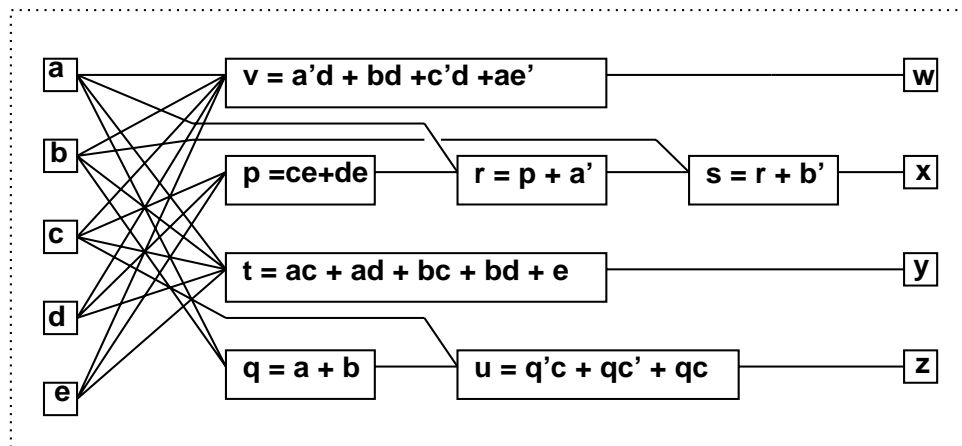 a
v = a’d + bd +c’d +ae’
w
b
p =ce+de
r = p + a’
s = r + b’
x
c
t = ac + ad + bc + bd + e
y
d
q = a + b
u = q’c + qc’ + qc
z
e